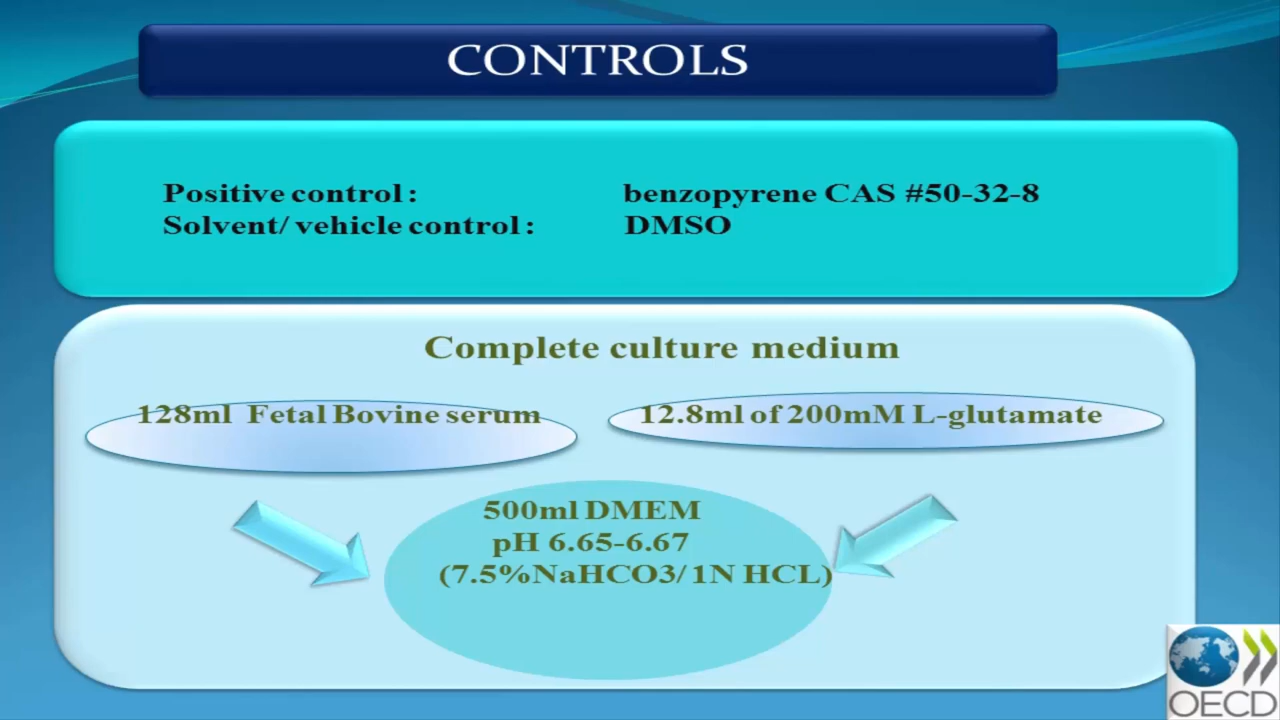 CONTROLS
Positive control : benzopyrene CAS #50-32-8
Solvent/ vehicle control : DMSO
Complete culture medium
128ml Fetal Bovine serum
12.8ml of 200mM L-glutamate
500ml DMEM
pH 6.65-6.67
(7.5%NaHCO3/ 1N HCL)
OECD